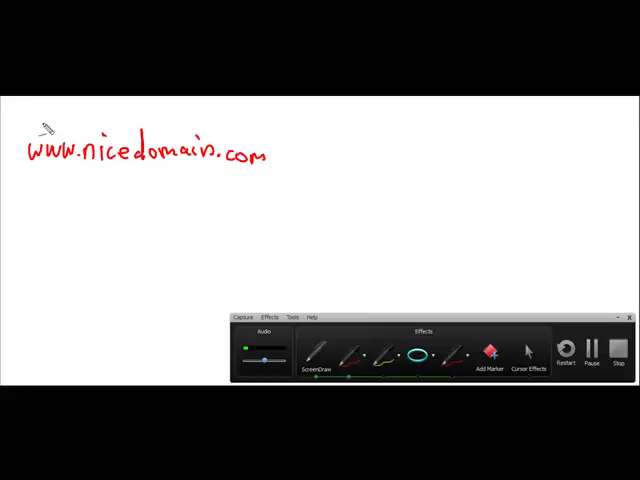 www.nicedomain.com
Capture Effects Tools Help
Audio Effects
ScreenDraw Add Marker Cursor Effects Restart Pause Stop